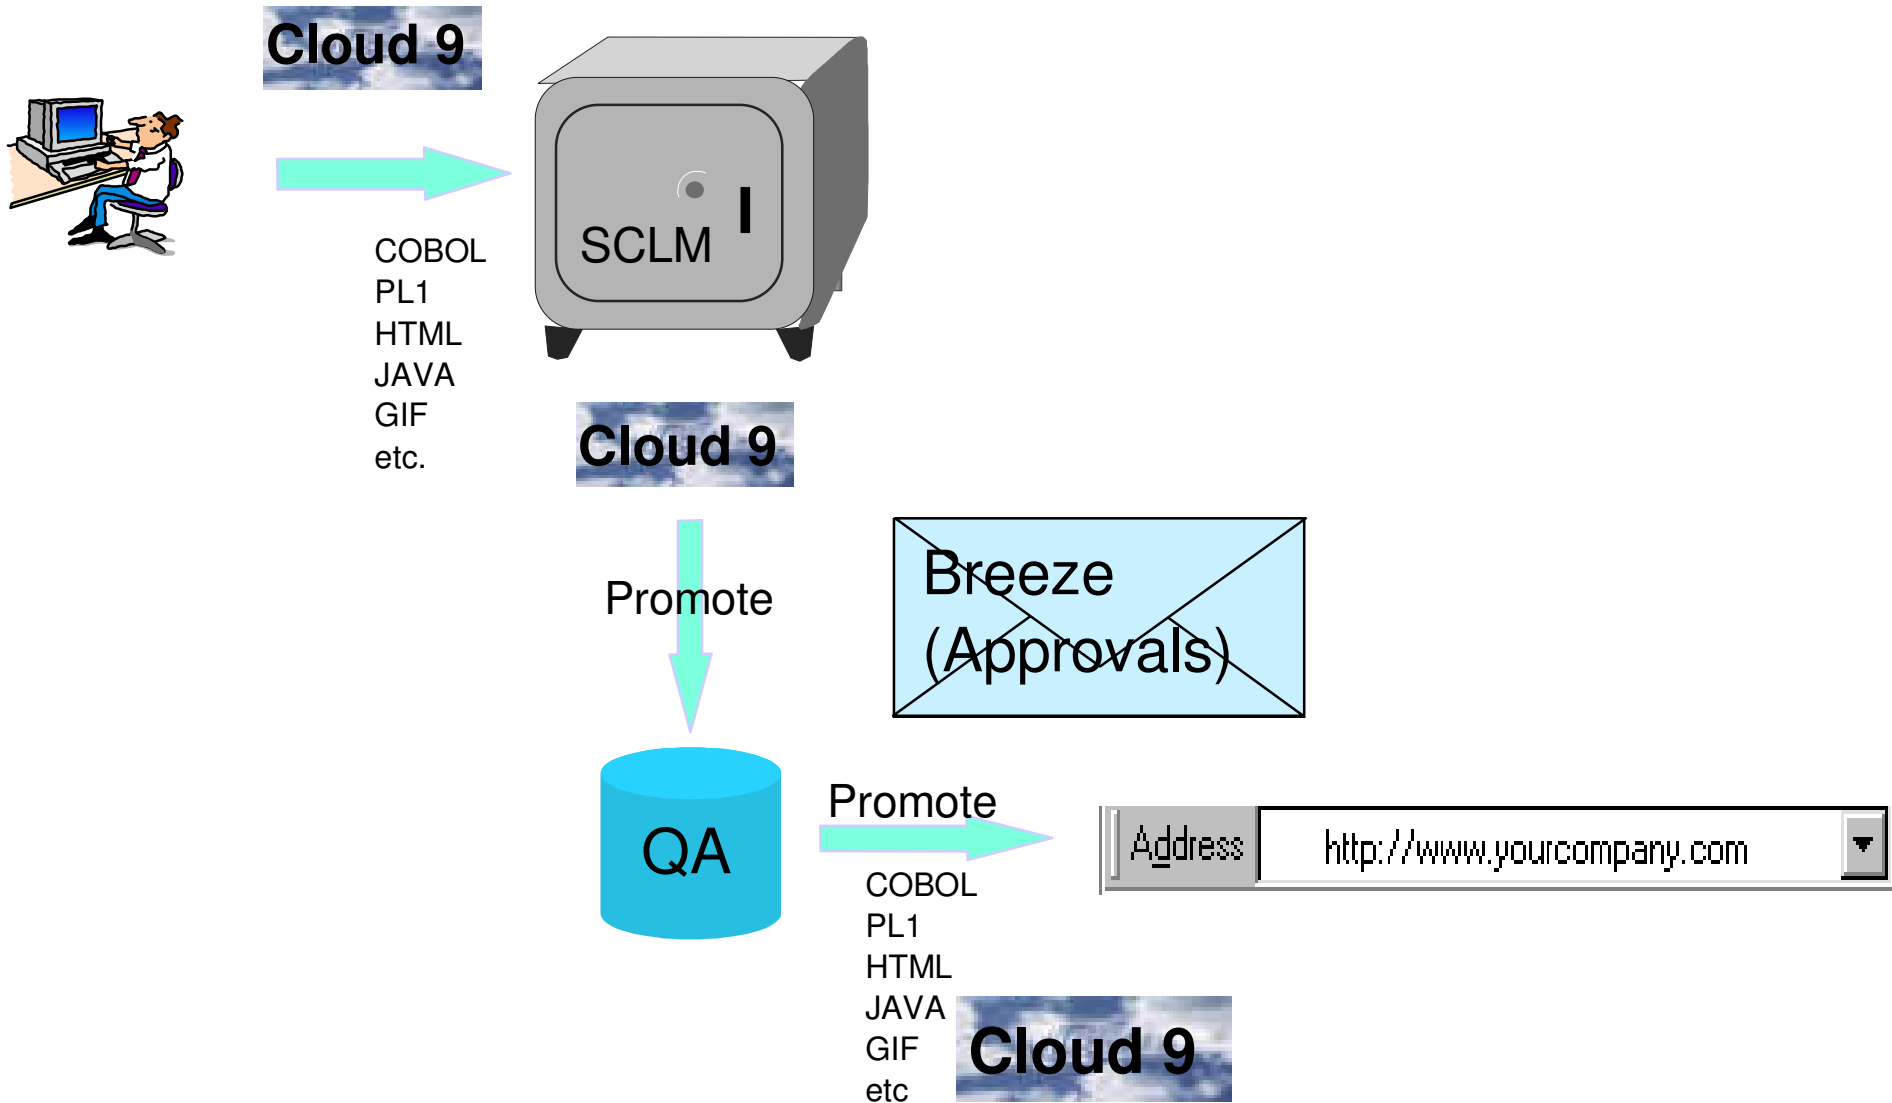 Cloud 9
SCLM
COBOL
PL1
HTML
JAVA
GIF
etc.
Cloud 9
Promote
Breeze
(Approvals)
QA
Promote
Address http://www.yourcompany.com
COBOL
PL1
HTML
JAVA
GIF
etc
Cloud 9